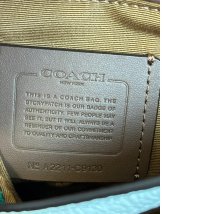 COACH
NEW YORK
THIS IS A COACH BAG. THE
STORYPATCH IS OUR BADGE
OF AUTHENTICITY. FEW PEOPLE MAY
SEE IT, BUT IT WILL ALWAYS BE
A REMINDER OF OUR COMMITMENT
TO QUALITY AND CRAFTSMANSHIP.